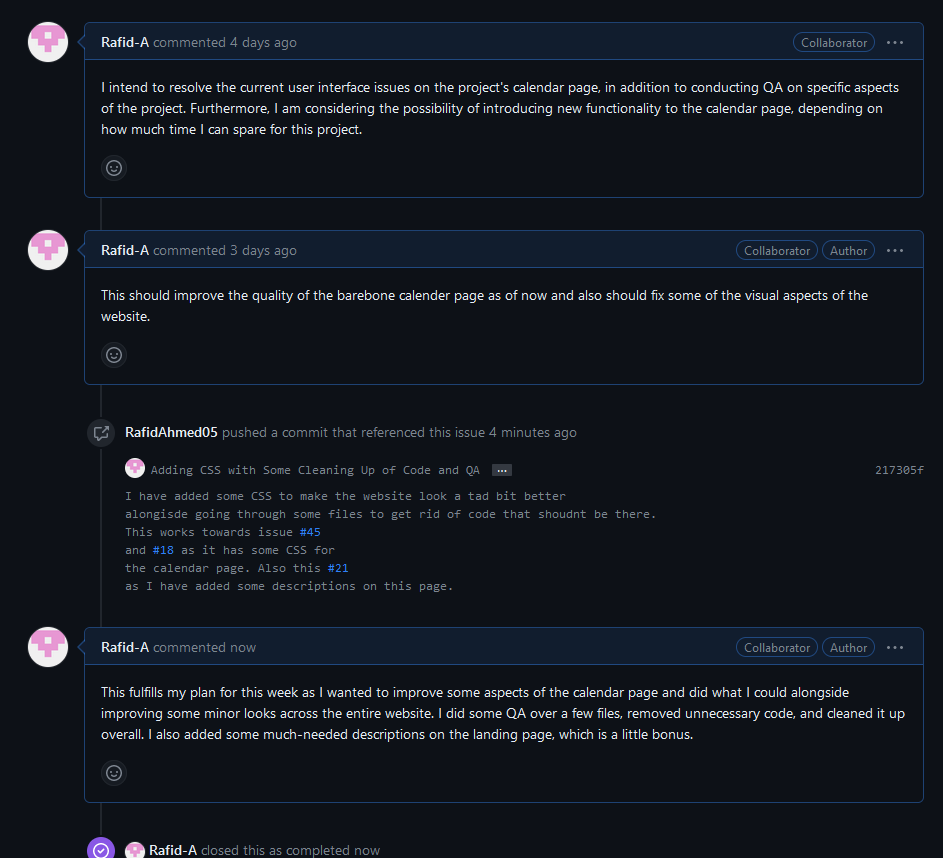 Rafid-A commented 4 days ago
Collaborator
I intend to resolve the current user interface issues on the project's calendar page, in addition to conducting QA on specific aspects
of the project. Furthermore, I am considering the possibility of introducing new functionality to the calendar page, depending on
how much time I can spare for this project.
Rafid-A commented 3 days ago
Collaborator
Author
This should improve the quality of the barebone calender page as of now and also should fix some of the visual aspects of the
website.
RafidAhmed05 pushed a commit that referenced this issue 4 minutes ago
Adding CSS with Some Cleaning Up of Code and QA
217305f
I have added some CSS to make the website look a tad bit better
alongisde going through some files to get rid of code that shoudnt be there.
This works towards issue #45
and #18 as it has some CSS for
the calendar page. Also this #21
as I have added some descriptions on this page.
Rafid-A commented now
Collaborator
Author
This fulfills my plan for this week as I wanted to improve some aspects of the calendar page and did what I could alongside
improving some minor looks across the entire website. I did some QA over a few files, removed unnecessary code, and cleaned it up
overall. I also added some much-needed descriptions on the landing page, which is a little bonus.
Rafid-A closed this as completed now